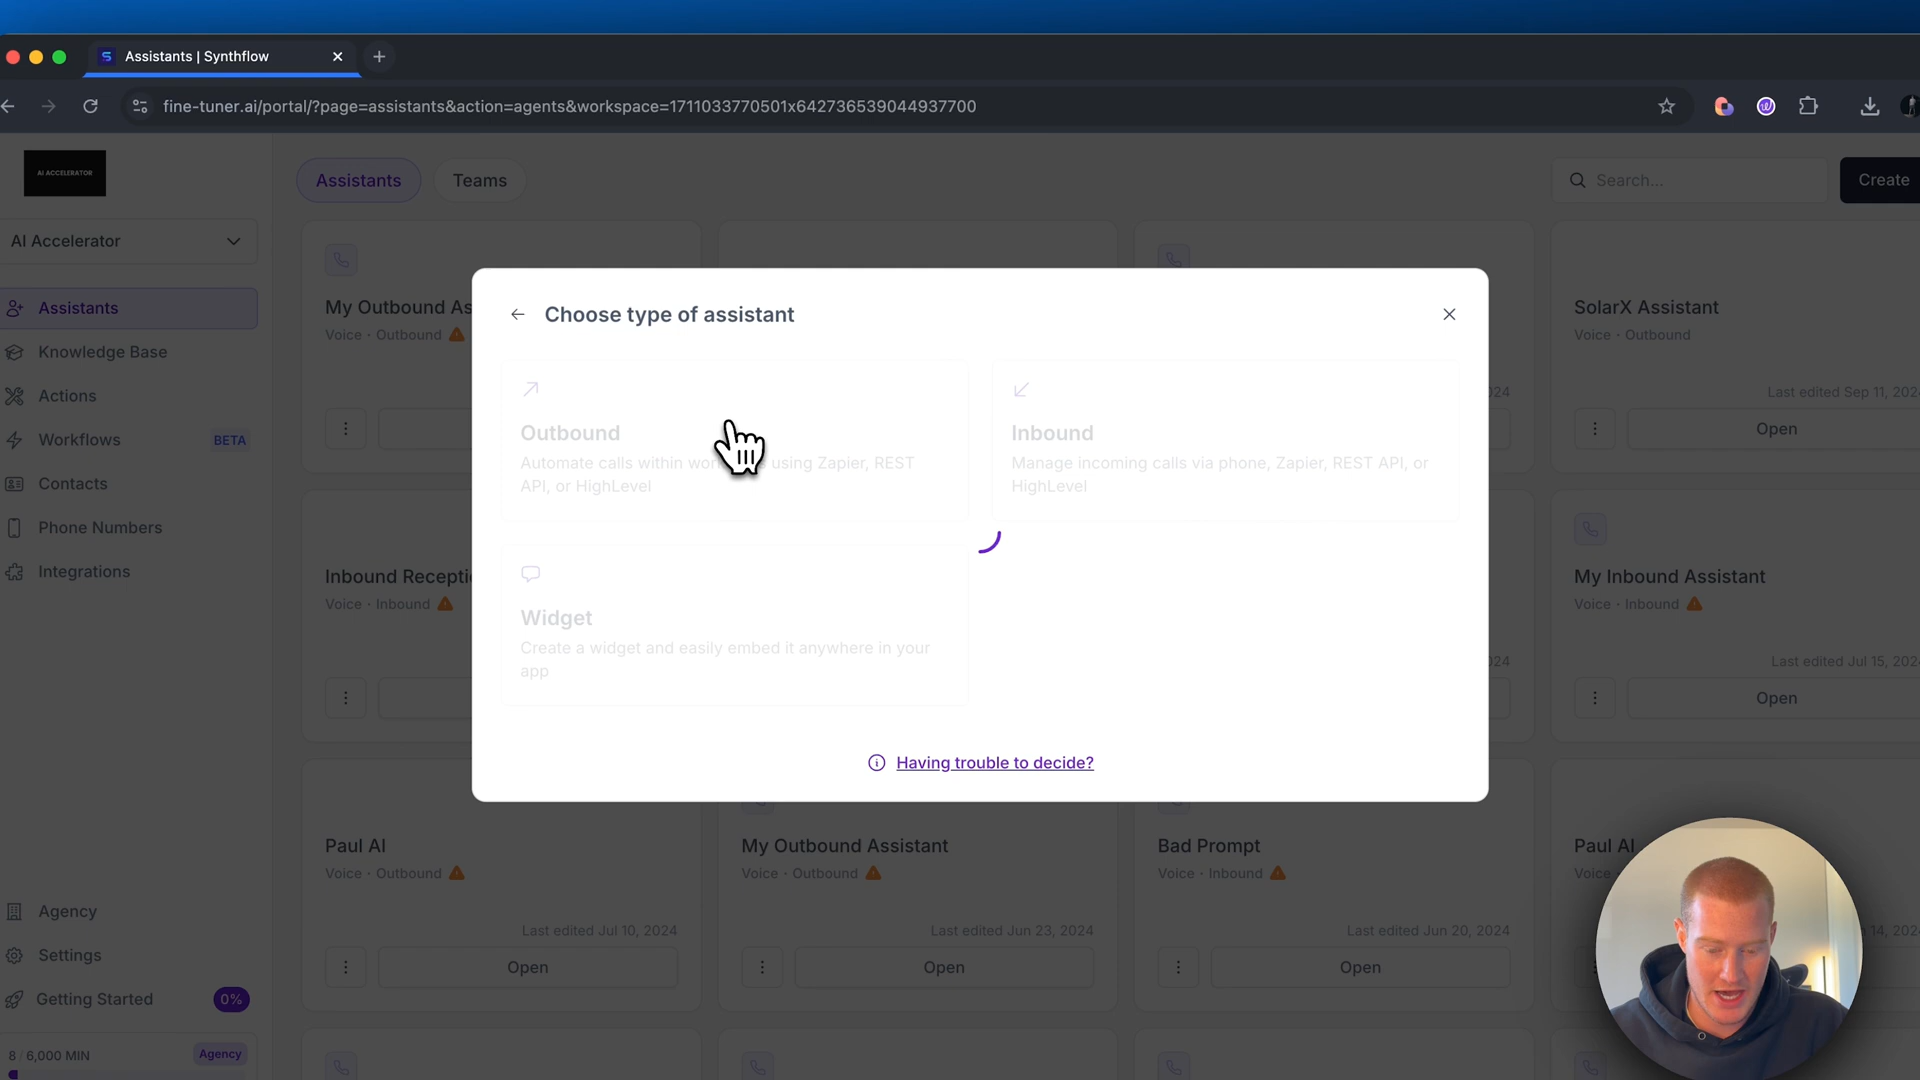 Assistants | Synthflow
fine-tuner.ai/portal/?page=assistants&action=agents&workspace=1711033770501x642736539044937700
AI ACCELERATOR
AI Accelerator
Assistants
Knowledge Base
Actions
Workflows
BETA
Contacts
Phone Numbers
Integrations
Agency
Settings
Getting Started
0%
8 / 6,000 MIN
Agency
Assistants
Teams
Search...
Create
My Outbound As
Voice · Outbound
SolarX Assistant
Voice · Outbound
024
Last edited Sep 11, 202
Open
Choose type of assistant
Outbound
Automate calls within wor using Zapier, REST
API, or HighLevel
Inbound
Manage incoming calls via phone, Zapier, REST API, or
HighLevel
Widget
Create a widget and easily embed it anywhere in your
app
Having trouble to decide?
Inbound Recepti
Voice · Inbound
My Inbound Assistant
Voice · Inbound
024
Last edited Jul 15, 202
Open
Paul AI
Voice · Outbound
Last edited Jul 10, 2024
Open
My Outbound Assistant
Voice · Outbound
Last edited Jun 23, 2024
Open
Bad Prompt
Voice · Inbound
Last edited Jun 20, 2024
Open
Paul AI
Voice
14, 202